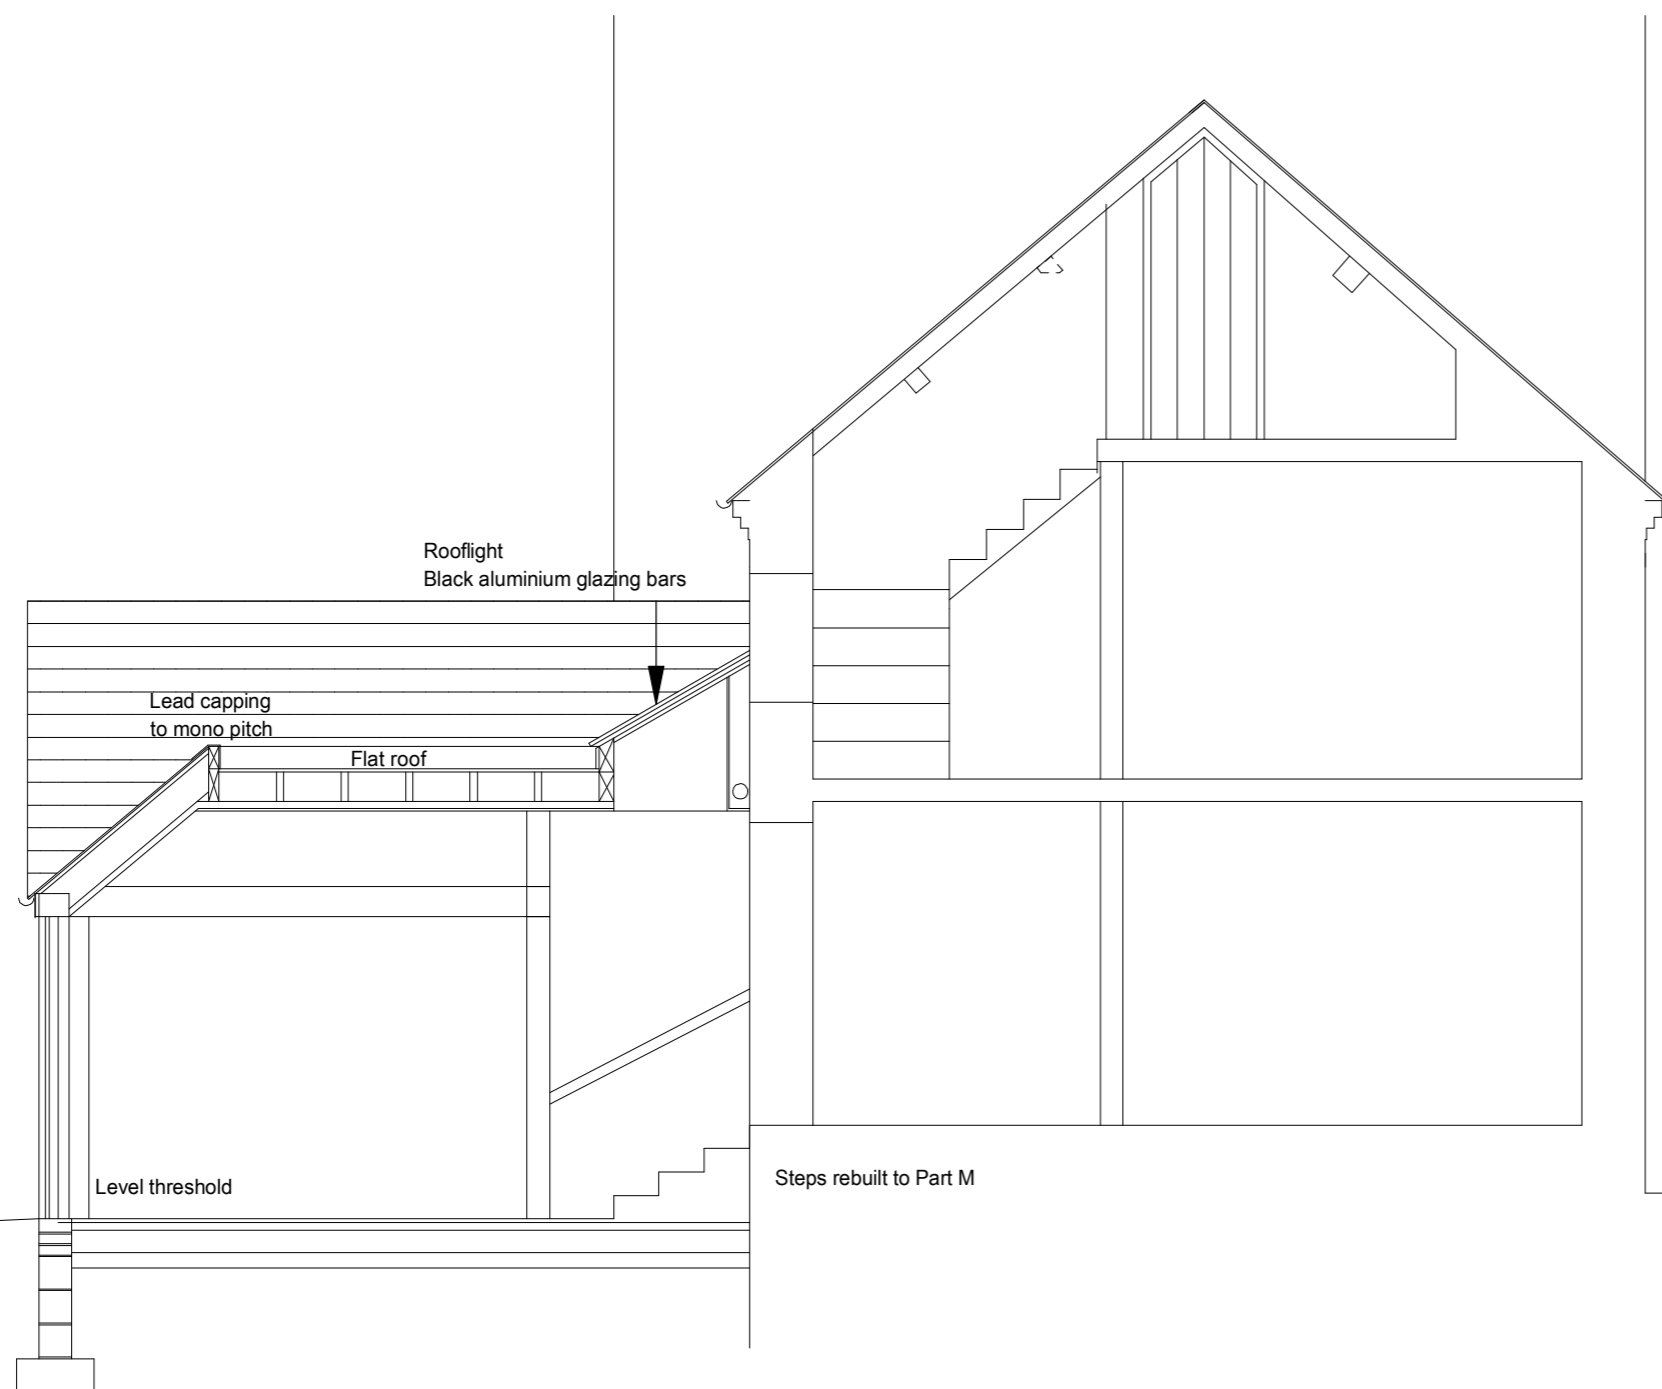 Rooflight
Black aluminium glazing bars
Lead capping
to mono pitch
Flat roof
Level threshold
Steps rebuilt to Part M